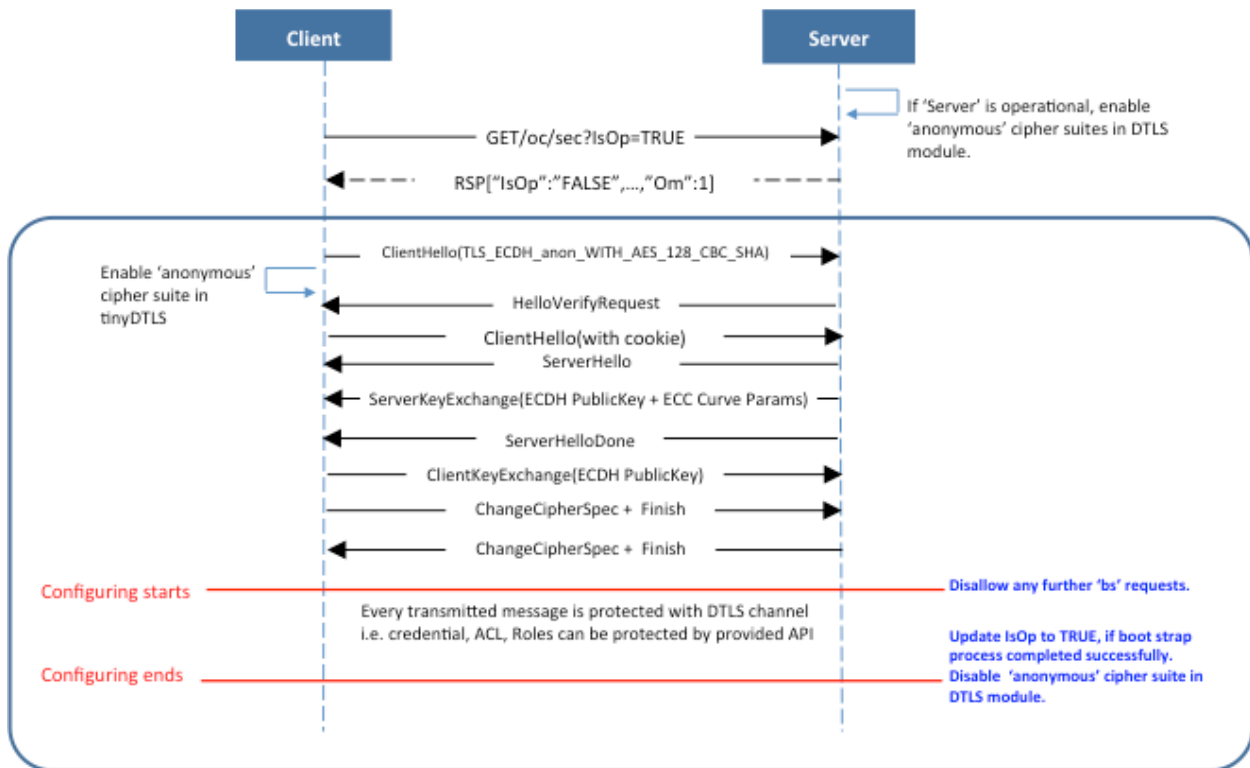 Client
Server
If ‘Server’ is operational, enable
‘anonymous’ cipher suites in DTLS
module.
GET/oc/sec?IsOp=TRUE
RSP[“IsOp”:”FALSE”,…,”Om”:1]
ClientHello(TLS_ECDH_anon_WITH_AES_128_CBC_SHA)
Enable ‘anonymous’
cipher suite in
tinyDTLS
HelloVerifyRequest
ClientHello(with cookie)
ServerHello
ServerKeyExchange(ECDH PublicKey + ECC Curve Params)
ServerHelloDone
ClientKeyExchange(ECDH PublicKey)
ChangeCipherSpec + Finish
ChangeCipherSpec + Finish
Configuring starts
Disallow any further ‘bs’ requests.
Every transmitted message is protected with DTLS channel
i.e. credential, ACL, Roles can be protected by provided API
Update IsOp to TRUE, if boot strap
process completed successfully.
Configuring ends
Disable ‘anonymous’ cipher suite in
DTLS module.